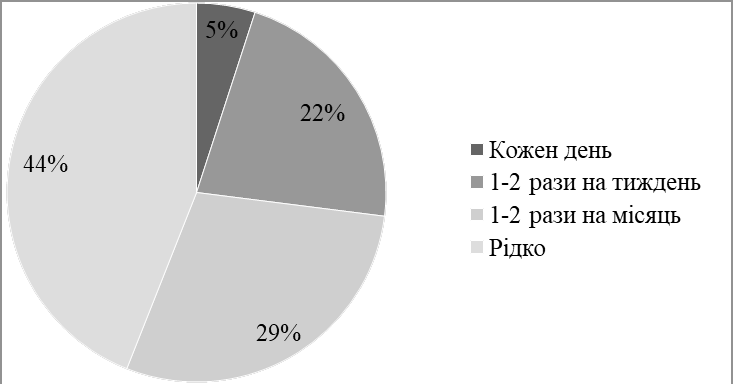 5%
22%
44%
29%
Кожен день
1-2 рази на тиждень
1-2 рази на місяць
Рідко